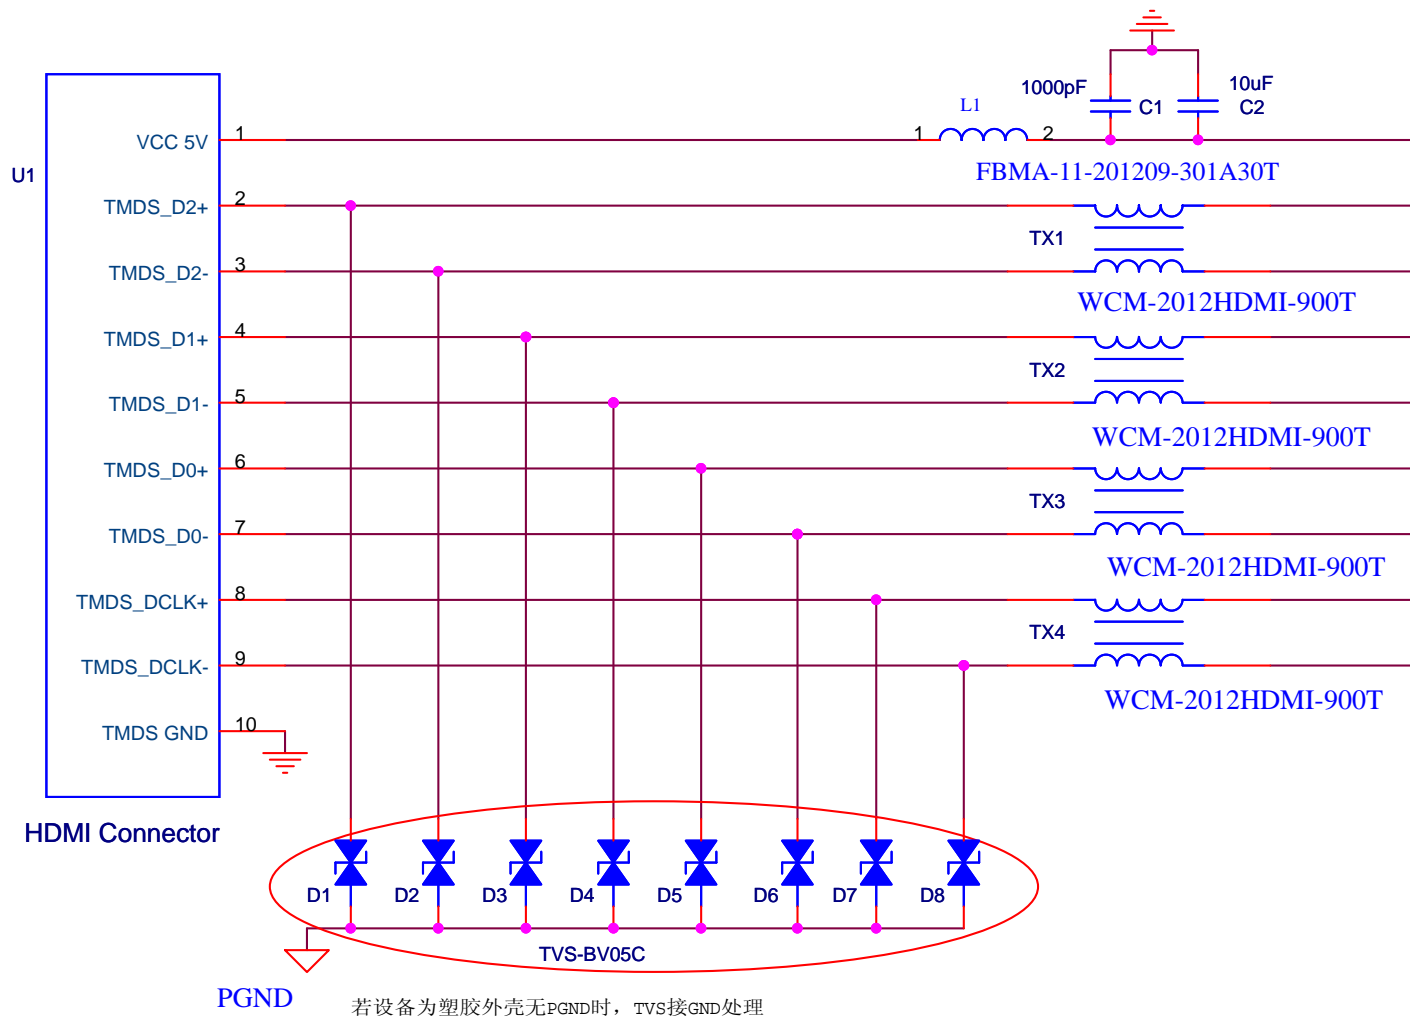 1000pF
C1
10uF
C2
U1
VCC 5V
1
L1
1
2
FBMA-11-201209-301A30T
TMDS_D2+
2
TX1
TMDS_D2-
3
WCM-2012HDMI-900T
TMDS_D1+
4
TX2
TMDS_D1-
5
WCM-2012HDMI-900T
TMDS_D0+
6
TX3
TMDS_D0-
7
WCM-2012HDMI-900T
TMDS_DCLK+
8
TX4
TMDS_DCLK-
9
WCM-2012HDMI-900T
TMDS GND
10
HDMI Connector
D1
D2
D3
D4
D5
D6
D7
D8
TVS-BV05C
PGND
若设备为塑胶外壳无PGND时，TVS接GND处理